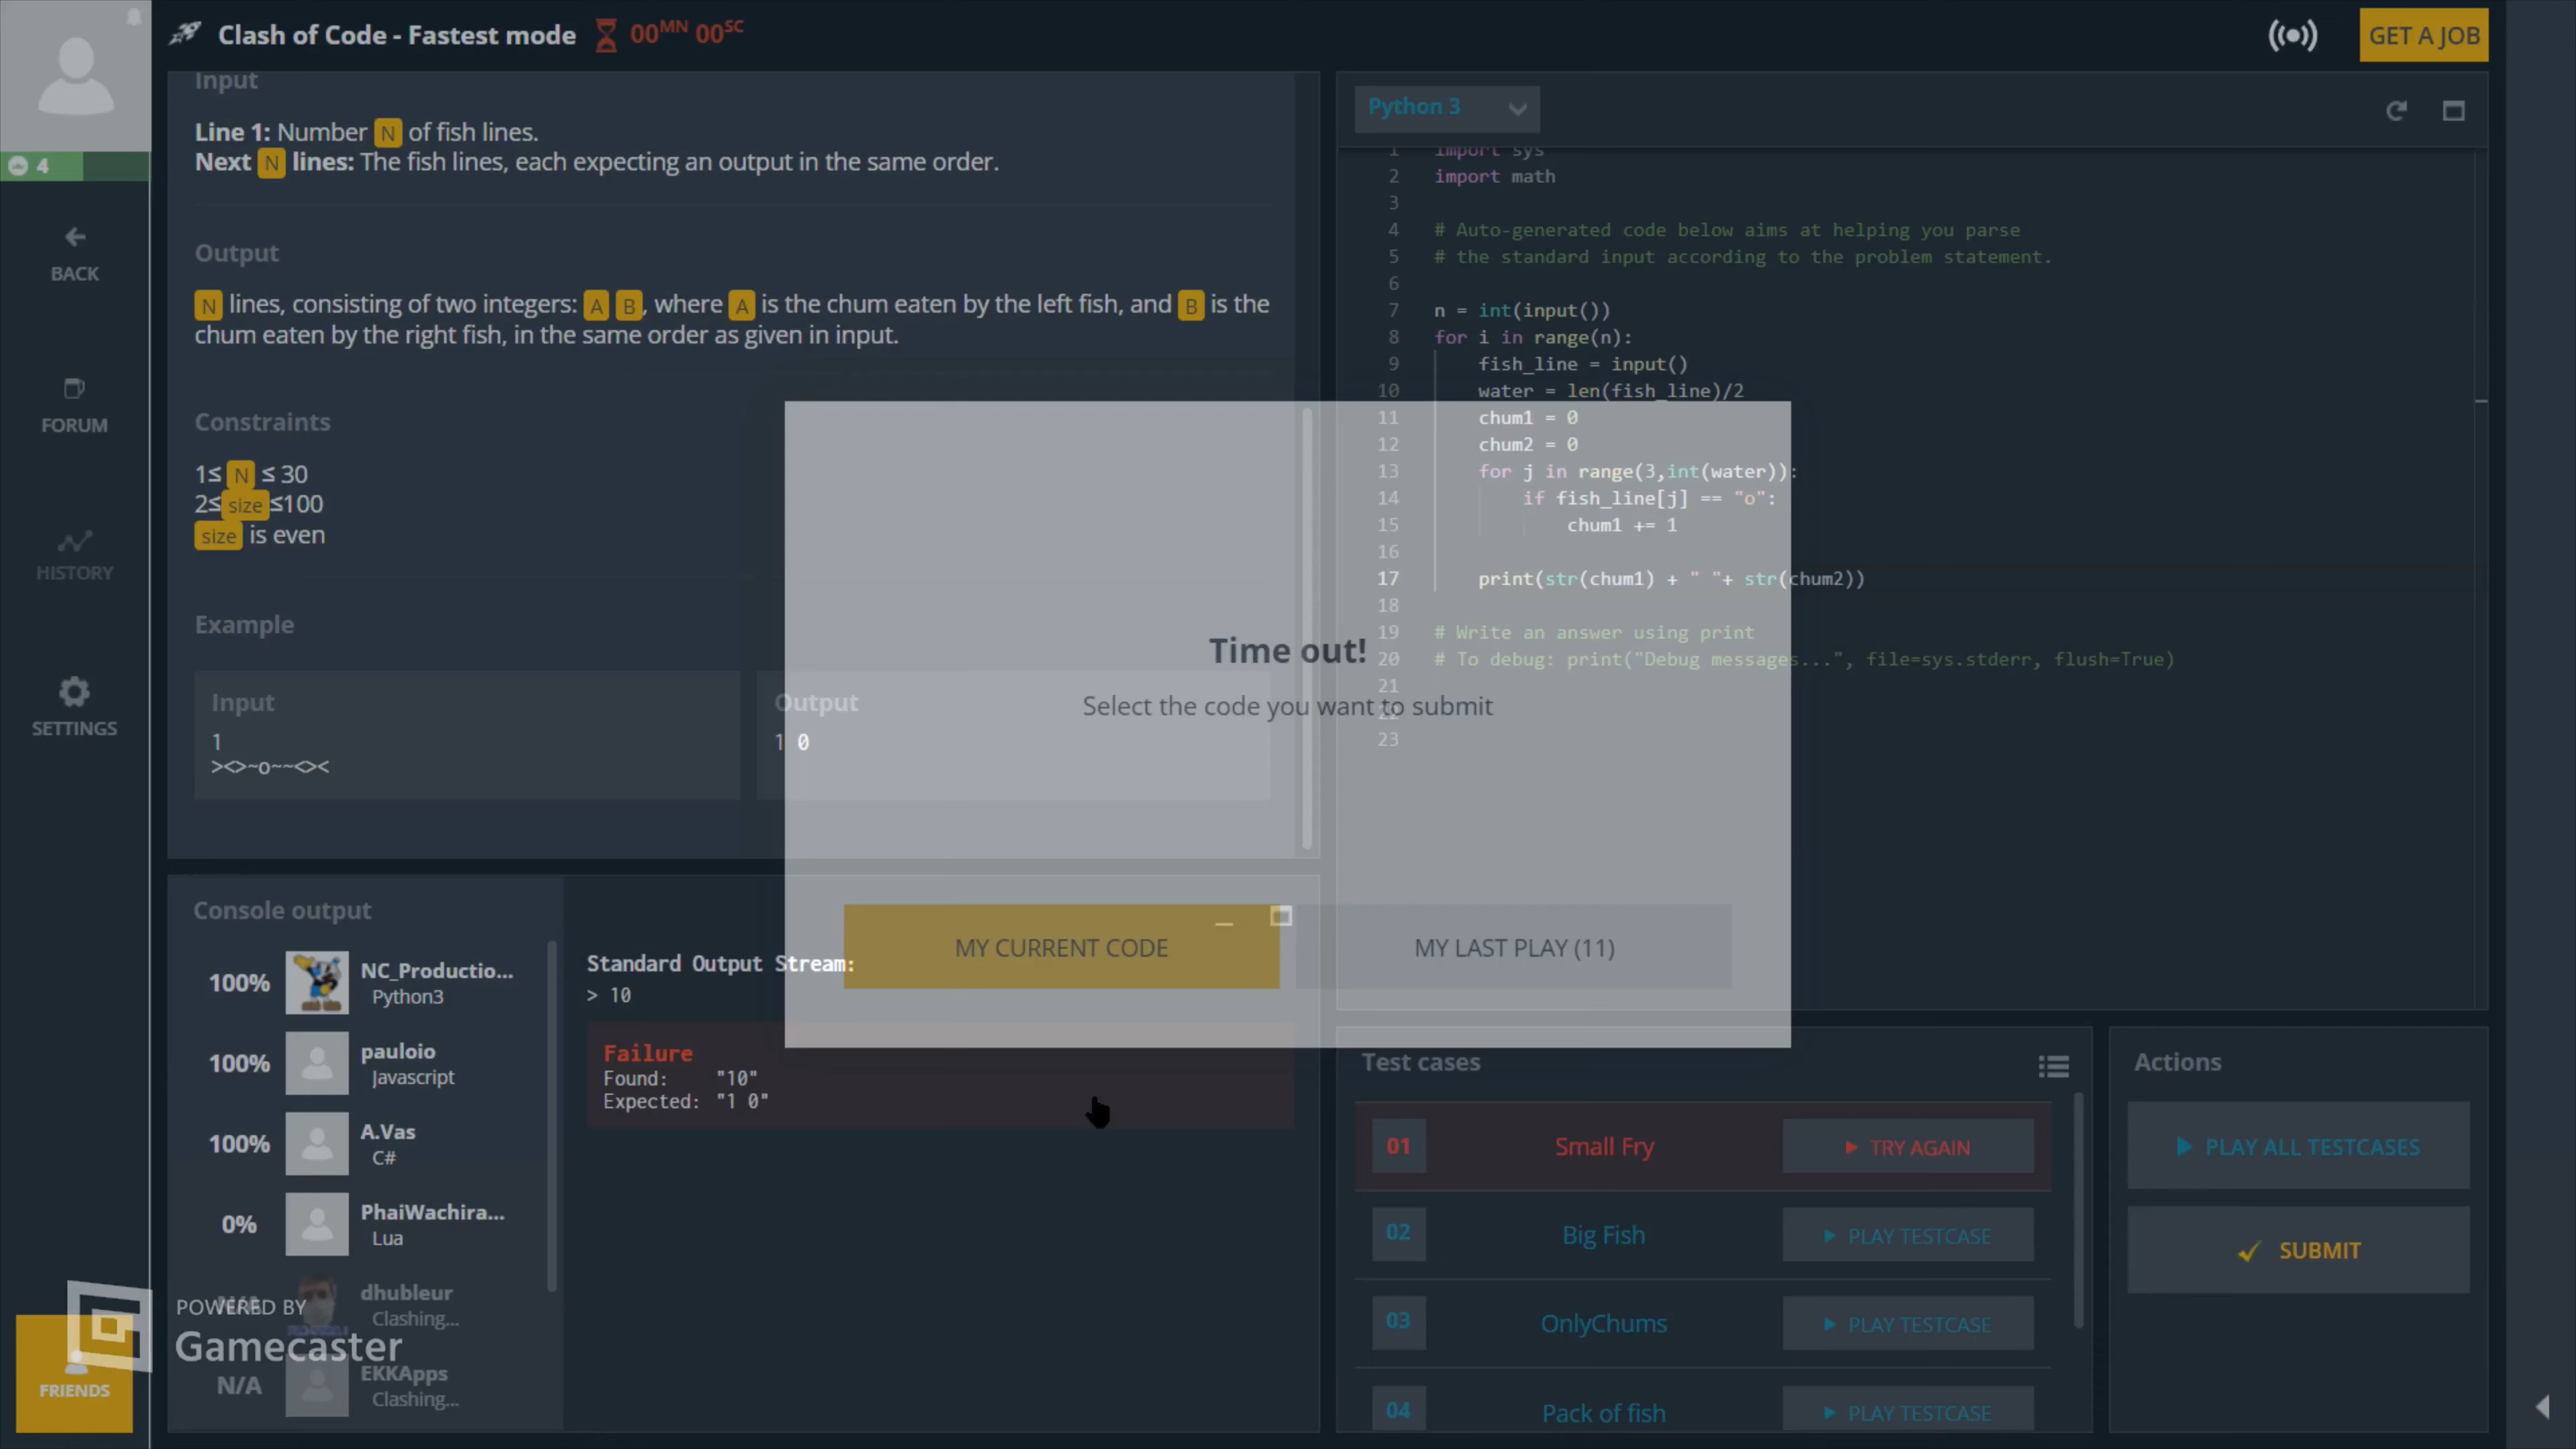 Clash of Code - Fastest mode 00MN 00SC
GET A JOB
4
BACK
FORUM
HISTORY
SETTINGS
FRIENDS
Input
Line 1: Number N of fish lines.
Next N lines: The fish lines, each expecting an output in the same order.
Output
N lines, consisting of two integers: A B, where A is the chum eaten by the left fish, and B is the
chum eaten by the right fish, in the same order as given in input.
Constraints
1≤ N ≤ 30
2≤ size ≤100
size is even
Example
Input
1
><>~o~~<><
Output
1 0
Python 3
1 import sys
2 import math
3
4 # Auto-generated code below aims at helping you parse
5 # the standard input according to the problem statement.
6
7 n = int(input())
8 for i in range(n):
9 fish_line = input()
10 water = len(fish_line)/2
11 chum1 = 0
12 chum2 = 0
13 for j in range(3,int(water)):
14 if fish_line[j] == "o":
15 chum1 += 1
16
17 print(str(chum1) + " "+ str(chum2))
18
19 # Write an answer using print
20 # To debug: print("Debug messages...", file=sys.stderr, flush=True)
21
22
23
Time out!
Select the code you want to submit
MY CURRENT CODE
MY LAST PLAY (11)
Console output
100% NC_Productio...
Python3
100% pauloio
Javascript
100% A.Vas
C#
0% PhaiWachira...
Lua
N/A dhubleur
Clashing...
N/A EKKApps
Clashing...
POWERED BY
Gamecaster
Standard Output Stream:
> 10
Failure
Found: "10"
Expected: "1 0"
Test cases
01 Small Fry TRY AGAIN
02 Big Fish PLAY TESTCASE
03 OnlyChums PLAY TESTCASE
04 Pack of fish PLAY TESTCASE
Actions
PLAY ALL TESTCASES
SUBMIT